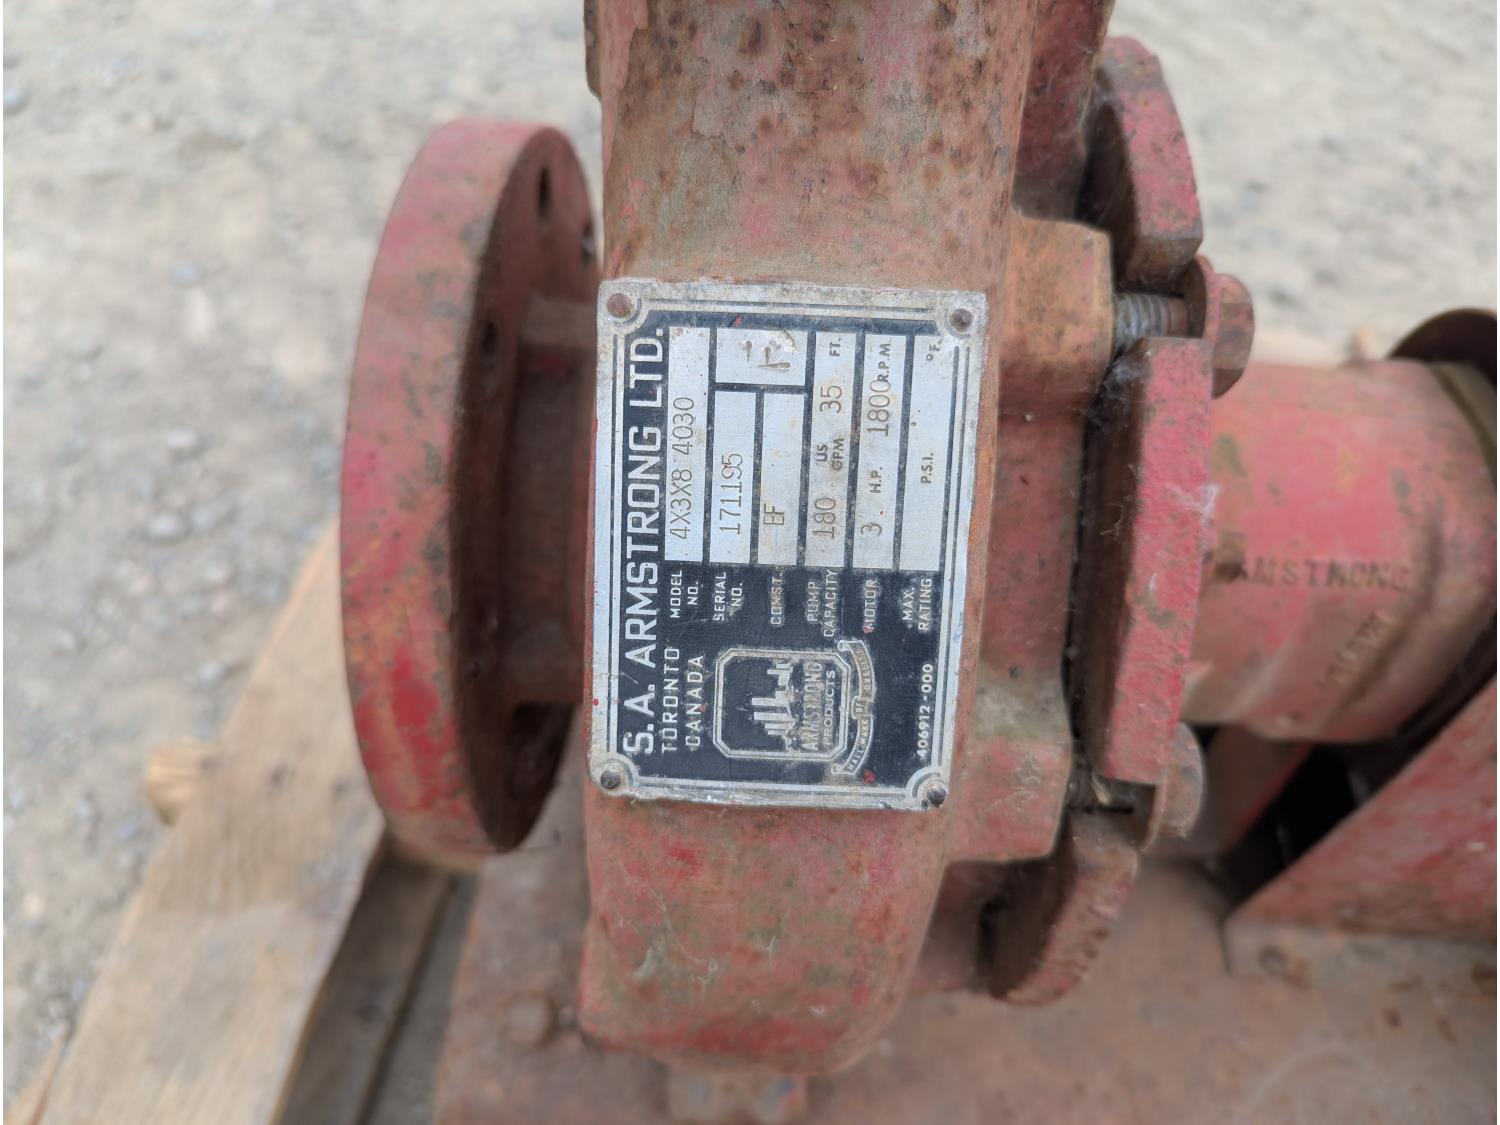 S. A. ARMSTRONG LTD.
TORONTO
CANADA
MODEL NO. 4X3X8 4030
SERIAL NO. 171195
CONST. BF
PUMP CAPACITY 180 US GPM 35 FT.
MOTOR 3 H.P. 1800 R.P.M.
MAX. RATING P.S.I. °F.
ARMSTRONG
PRODUCTS
406912-000
ARMSTRONG